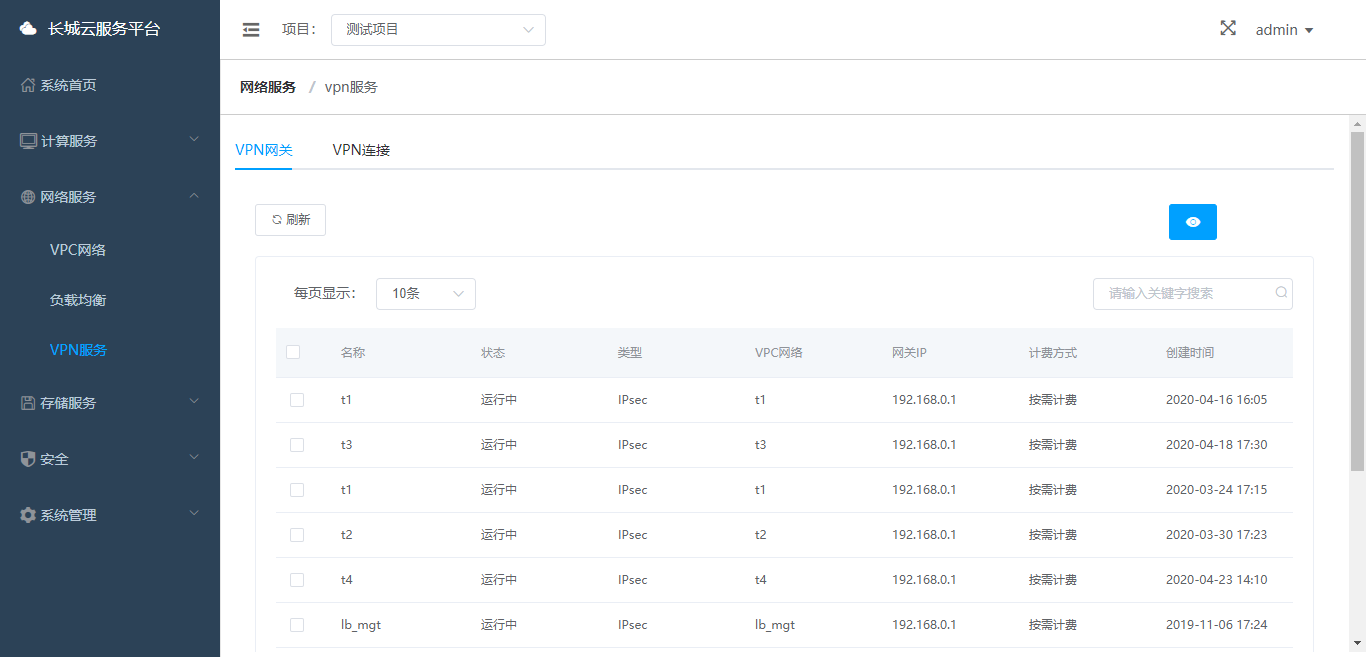 长城云服务平台
项目： 测试项目 admin
系统首页
计算服务
网络服务
VPC网络
负载均衡
VPN服务
存储服务
安全
系统管理
网络服务 / vpn服务
VPN网关 VPN连接
刷新
每页显示： 10条 请输入关键字搜索
名称 状态 类型 VPC网络 网关IP 计费方式 创建时间
t1 运行中 IPsec t1 192.168.0.1 按需计费 2020-04-16 16:05
t3 运行中 IPsec t3 192.168.0.1 按需计费 2020-04-18 17:30
t1 运行中 IPsec t1 192.168.0.1 按需计费 2020-03-24 17:15
t2 运行中 IPsec t2 192.168.0.1 按需计费 2020-03-30 17:23
t4 运行中 IPsec t4 192.168.0.1 按需计费 2020-04-23 14:10
lb_mgt 运行中 IPsec lb_mgt 192.168.0.1 按需计费 2019-11-06 17:24